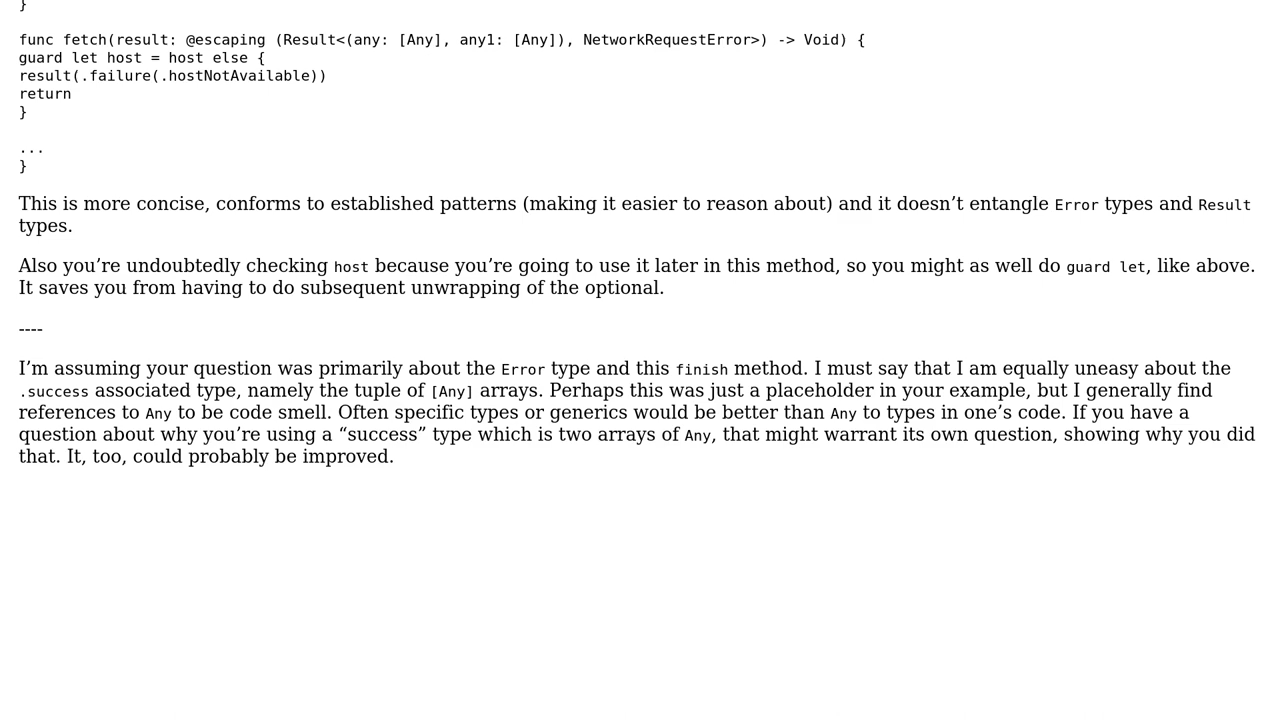 }
func fetch(result: @escaping (Result<(any: [Any], any1: [Any]), NetworkRequestError>) -> Void) {
guard let host = host else {
result(.failure(.hostNotAvailable))
return
}
...
}
This is more concise, conforms to established patterns (making it easier to reason about) and it doesn’t entangle Error types and Result
types.
Also you’re undoubtedly checking host because you’re going to use it later in this method, so you might as well do guard let, like above.
It saves you from having to do subsequent unwrapping of the optional.
----
I’m assuming your question was primarily about the Error type and this finish method. I must say that I am equally uneasy about the
.success associated type, namely the tuple of [Any] arrays. Perhaps this was just a placeholder in your example, but I generally find
references to Any to be code smell. Often specific types or generics would be better than Any to types in one’s code. If you have a
question about why you’re using a “success” type which is two arrays of Any, that might warrant its own question, showing why you did
that. It, too, could probably be improved.